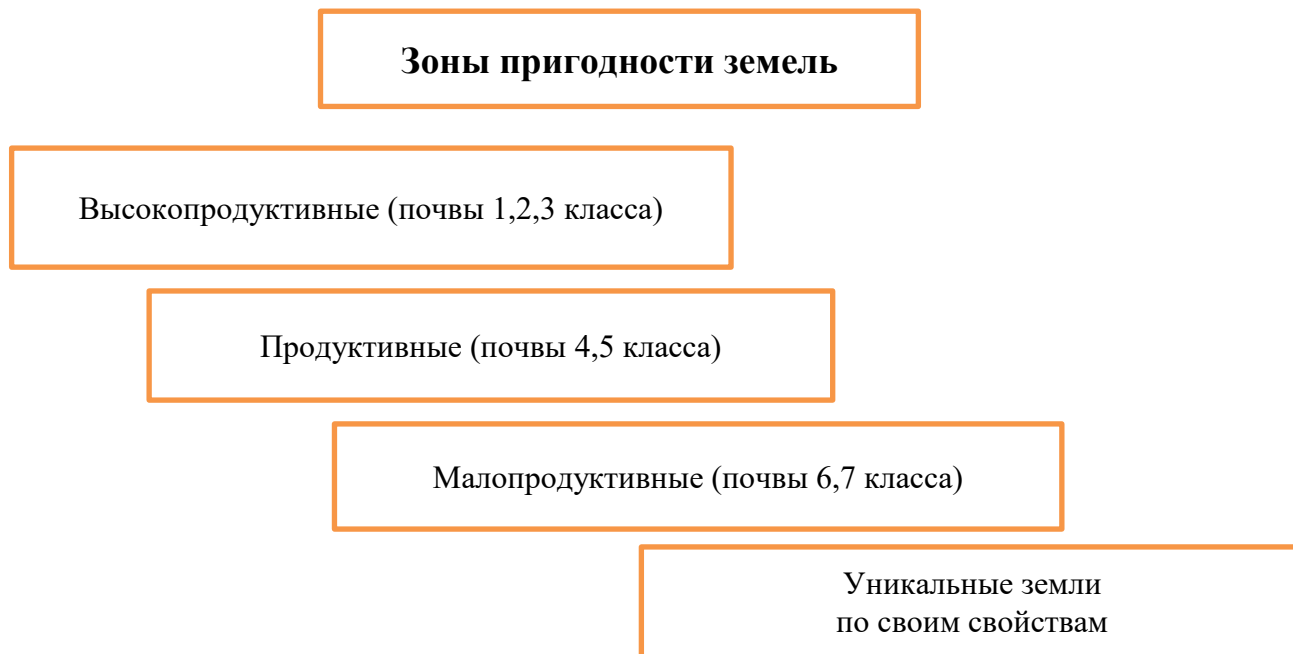 Зоны пригодности земель
Высокопродуктивные (почвы 1,2,3 класса)
Продуктивные (почвы 4,5 класса)
Малопродуктивные (почвы 6,7 класса)
Уникальные земли
по своим свойствам